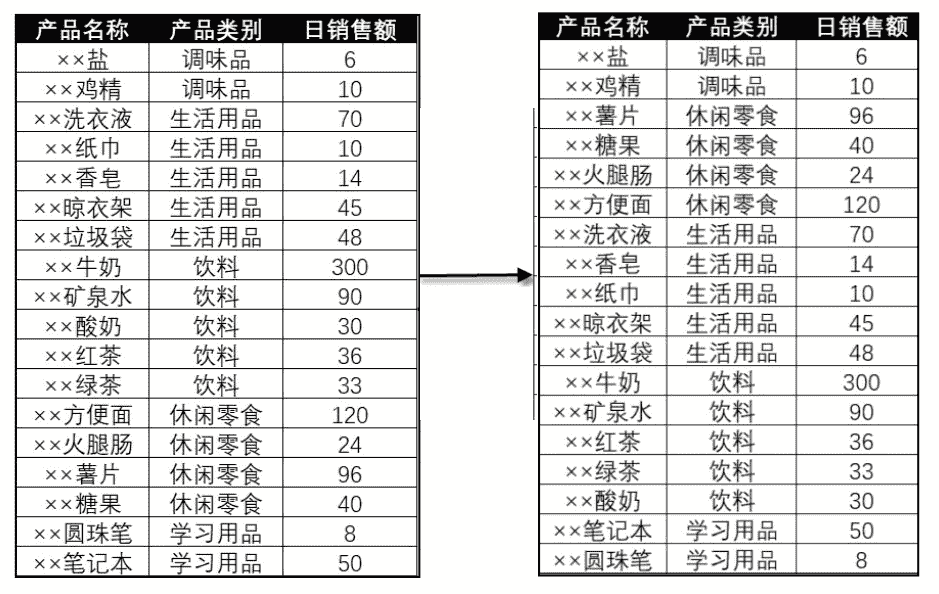 产品名称 产品类别 日销售额
××盐 调味品 6
××鸡精 调味品 10
××洗衣液 生活用品 70
××纸巾 生活用品 10
××香皂 生活用品 14
××晾衣架 生活用品 45
××垃圾袋 生活用品 48
××牛奶 饮料 300
××矿泉水 饮料 90
××酸奶 饮料 30
××红茶 饮料 36
××绿茶 饮料 33
××方便面 休闲零食 120
××火腿肠 休闲零食 24
××薯片 休闲零食 96
××糖果 休闲零食 40
××圆珠笔 学习用品 8
××笔记本 学习用品 50
产品名称 产品类别 日销售额
××盐 调味品 6
××鸡精 调味品 10
××薯片 休闲零食 96
××糖果 休闲零食 40
××火腿肠 休闲零食 24
××方便面 休闲零食 120
××洗衣液 生活用品 70
××香皂 生活用品 14
××纸巾 生活用品 10
××晾衣架 生活用品 45
××垃圾袋 生活用品 48
××牛奶 饮料 300
××矿泉水 饮料 90
××红茶 饮料 36
××绿茶 饮料 33
××酸奶 饮料 30
××笔记本 学习用品 50
××圆珠笔 学习用品 8